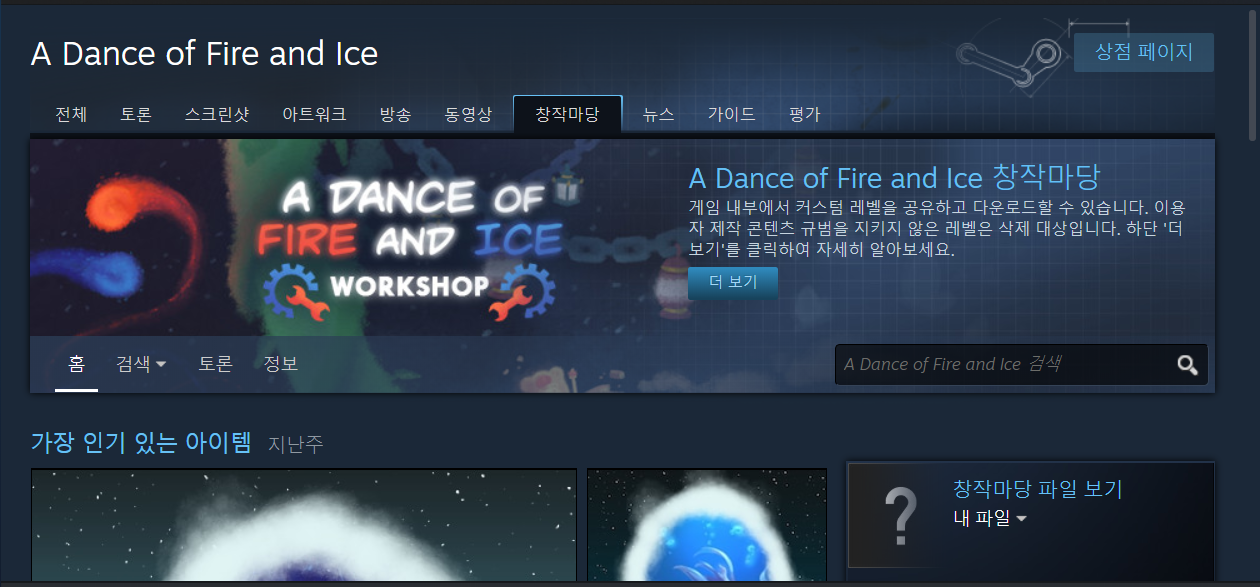 A Dance of Fire and Ice
상점 페이지
전체 토론 스크린샷 아트워크 방송 동영상 창작마당 뉴스 가이드 평가
A DANCE OF
FIRE AND ICE
WORKSHOP
A Dance of Fire and Ice 창작마당
게임 내부에서 커스텀 레벨을 공유하고 다운로드할 수 있습니다. 이용
자 제작 콘텐츠 규범을 지키지 않은 레벨은 삭제 대상입니다. 하단 '더
보기'를 클릭하여 자세히 알아보세요.
더 보기
홈 검색 토론 정보
A Dance of Fire and Ice 검색
가장 인기 있는 아이템 지난주
?
창작마당 파일 보기
내 파일